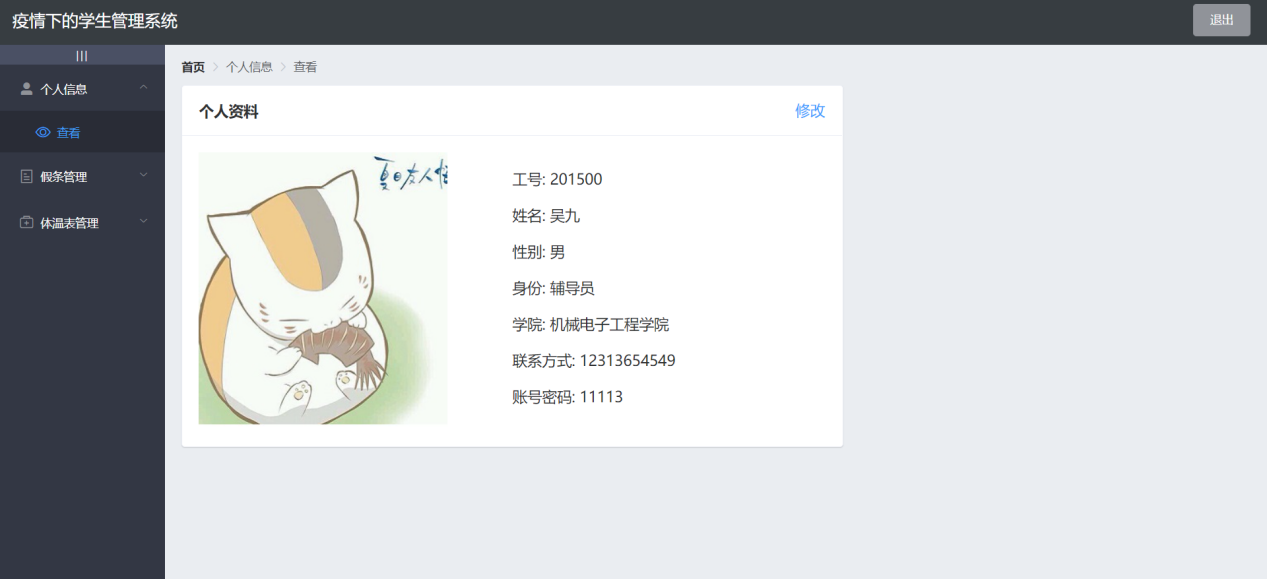 疫情下的学生管理系统
退出
个人信息
查看
假条管理
体温表管理
首页 > 个人信息 > 查看
个人资料
修改
夏目友人
工号: 201500
姓名: 吴九
性别: 男
身份: 辅导员
学院: 机械电子工程学院
联系方式: 12313654549
账号密码: 11113